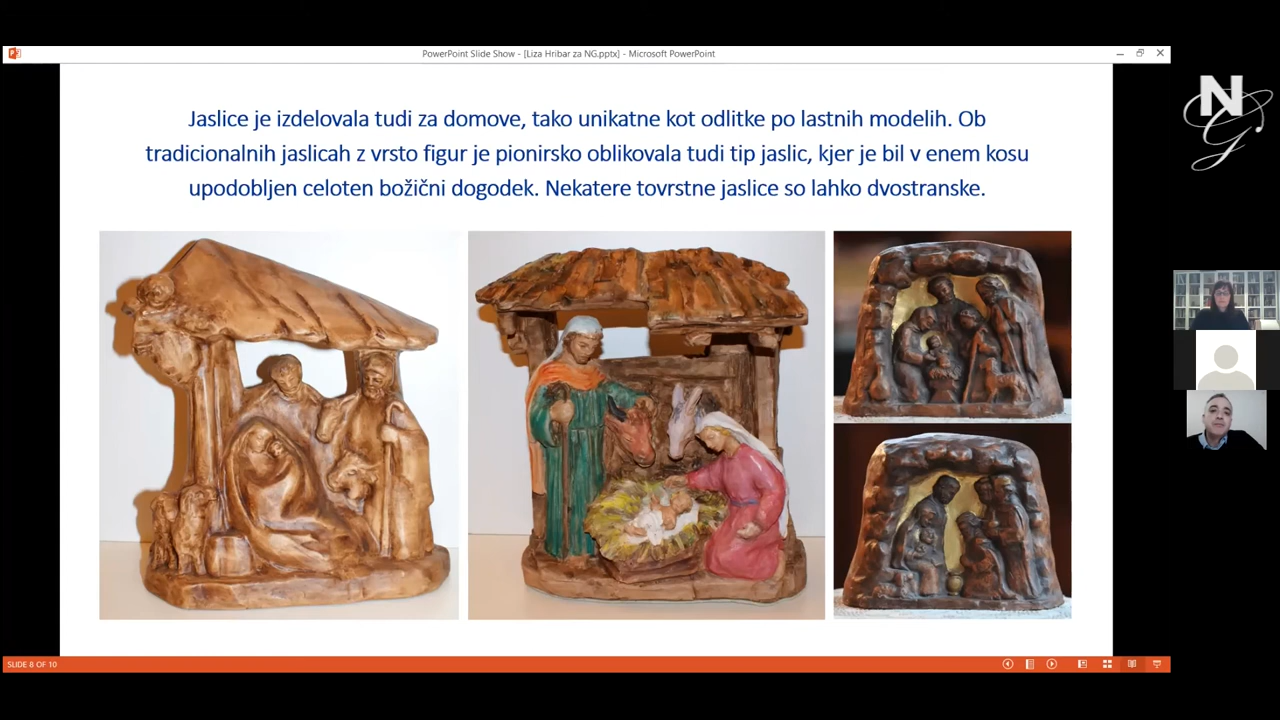 PowerPoint Slide Show - [Liza Hribar za NG.pptx] - Microsoft PowerPoint
Jaslice je izdelovala tudi za domove, tako unikatne kot odlitke po lastnih modelih. Ob
tradicionalnih jaslicah z vrsto figur je pionirsko oblikovala tudi tip jaslic, kjer je bil v enem kosu
upodobljen celoten božični dogodek. Nekatere tovrstne jaslice so lahko dvostranske.
NG
SLIDE 8 OF 10